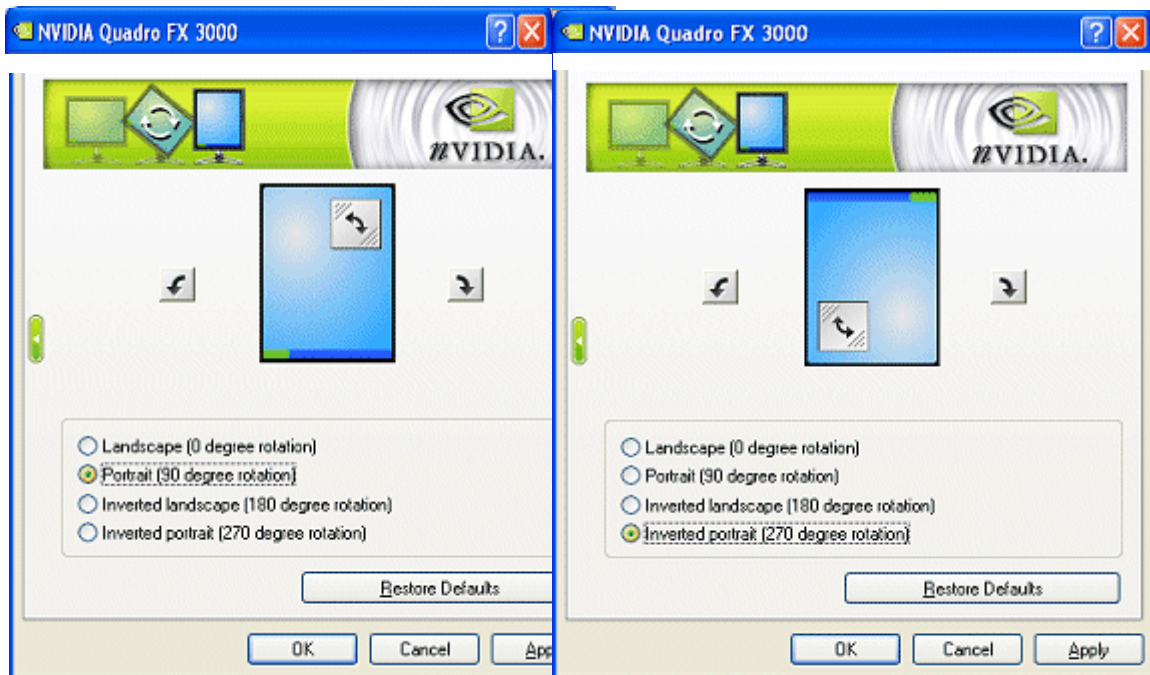 NVIDIA Quadro FX 3000
nVIDIA.
Landscape (0 degree rotation)
Portrait (90 degree rotation)
Inverted landscape (180 degree rotation)
Inverted portrait (270 degree rotation)
Restore Defaults
OK Cancel App
NVIDIA Quadro FX 3000
nVIDIA.
Landscape (0 degree rotation)
Portrait (90 degree rotation)
Inverted landscape (180 degree rotation)
Inverted portrait (270 degree rotation)
Restore Defaults
OK Cancel Apply